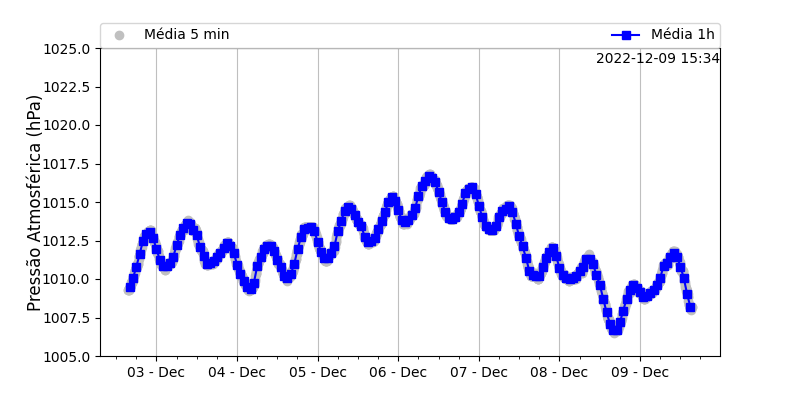 Média 5 min
Média 1h
2022-12-09 15:34
Pressão Atmosférica (hPa)
1025.0
1022.5
1020.0
1017.5
1015.0
1012.5
1010.0
1007.5
1005.0
03 - Dec
04 - Dec
05 - Dec
06 - Dec
07 - Dec
08 - Dec
09 - Dec